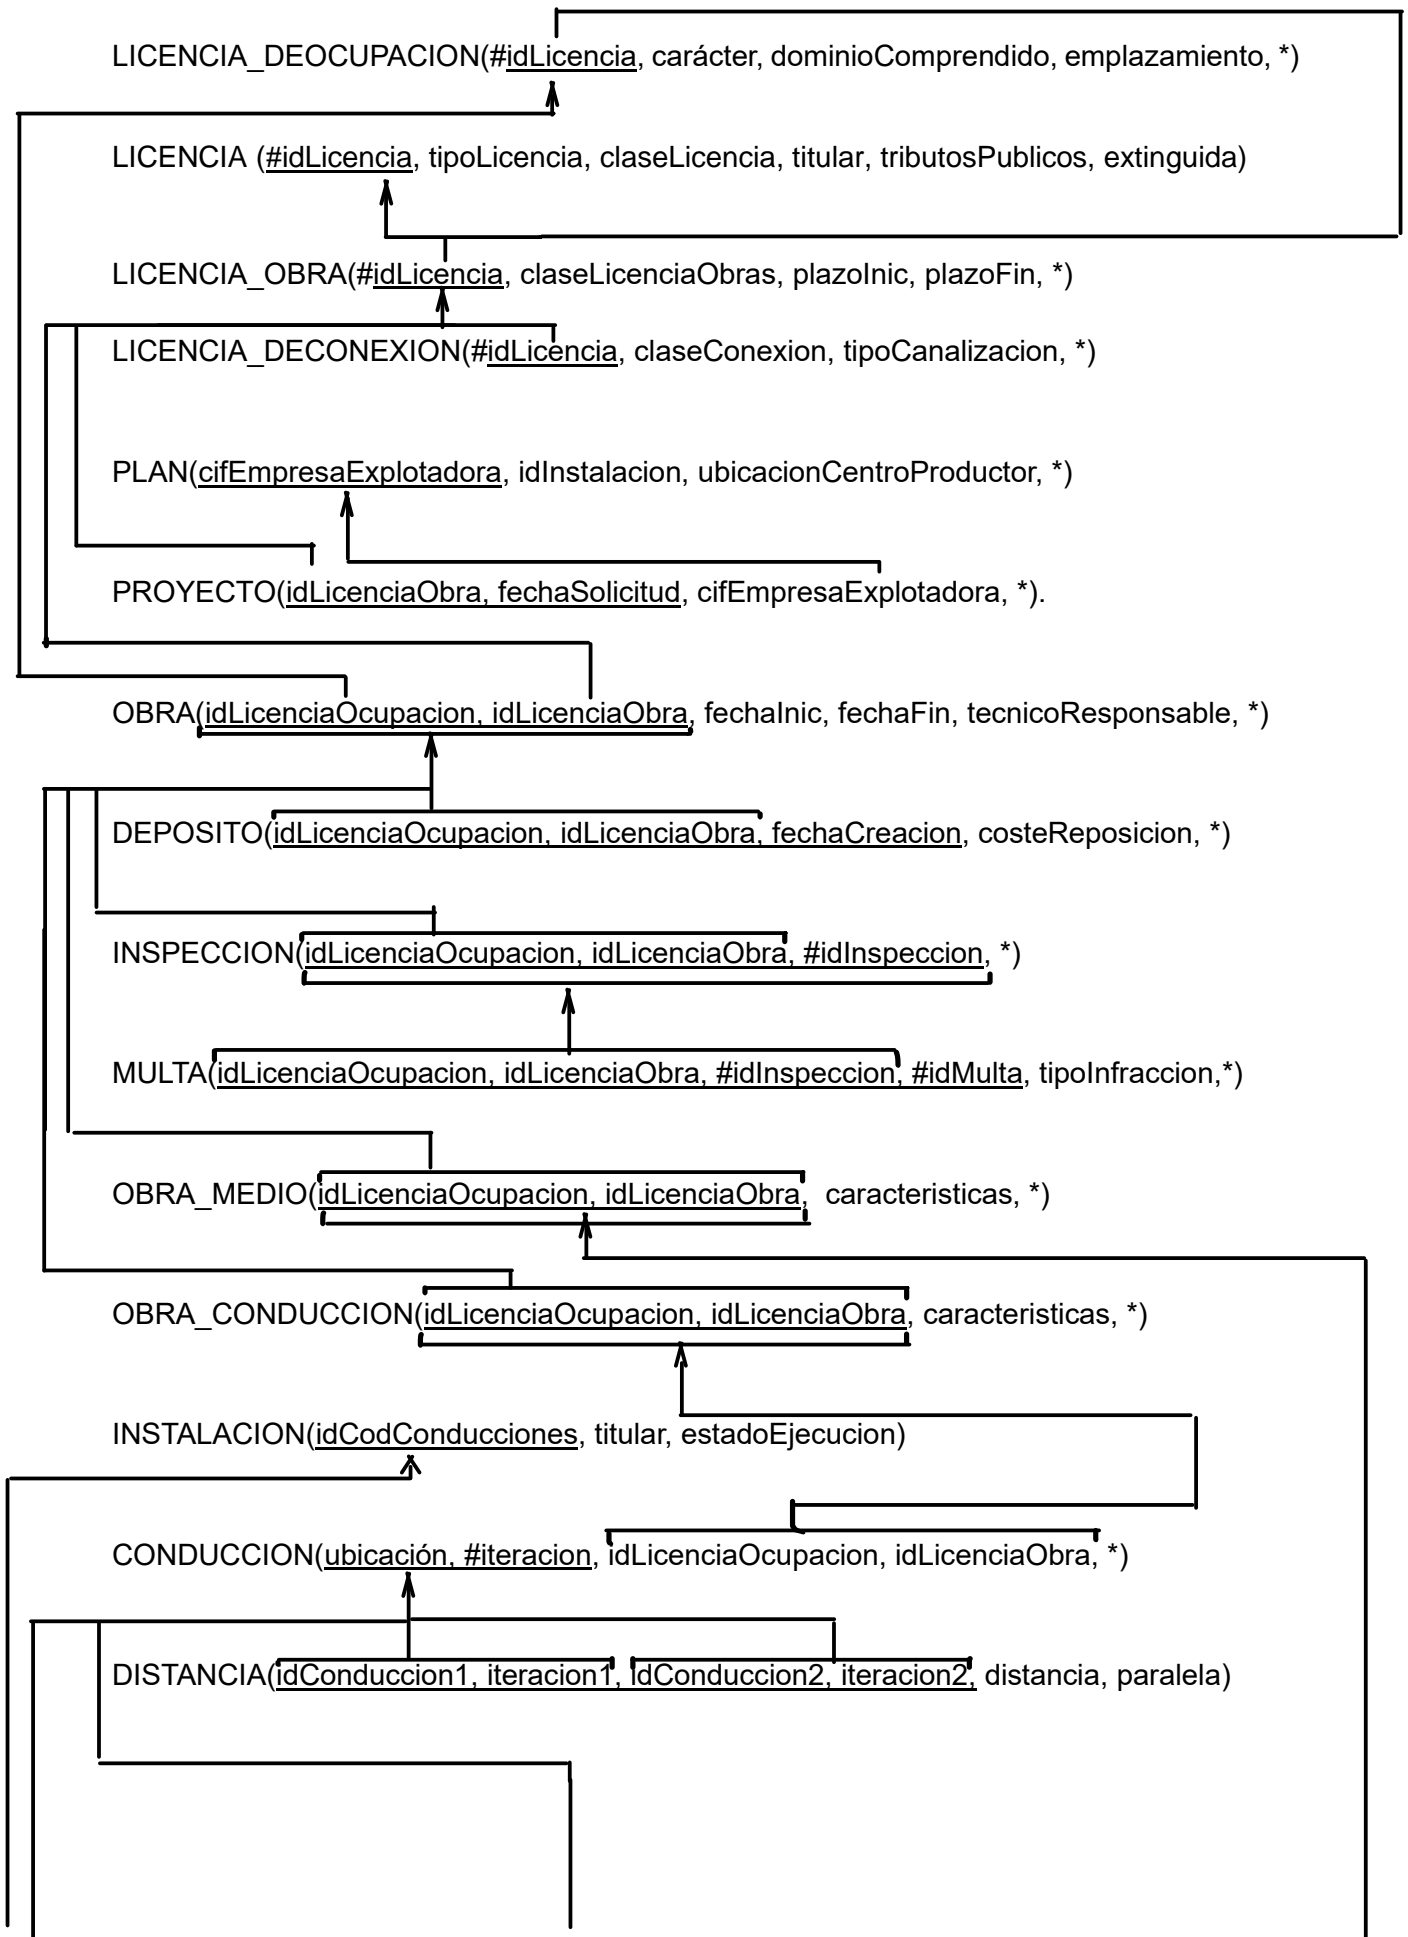 LICENCIA_DEOCUPACION(#idLicencia, carácter, dominioComprendido, emplazamiento, *)
LICENCIA (#idLicencia, tipoLicencia, claseLicencia, titular, tributosPublicos, extinguida)
LICENCIA_OBRA(#idLicencia, claseLicenciaObras, plazoInic, plazoFin, *)
LICENCIA_DECONEXION(#idLicencia, claseConexion, tipoCanalizacion, *)
PLAN(cifEmpresaExplotadora, idInstalacion, ubicacionCentroProductor, *)
PROYECTO(idLicenciaObra, fechaSolicitud, cifEmpresaExplotadora, *).
OBRA(idLicenciaOcupacion, idLicenciaObra, fechaInic, fechaFin, tecnicoResponsable, *)
DEPOSITO(idLicenciaOcupacion, idLicenciaObra, fechaCreacion, costeReposicion, *)
INSPECCION(idLicenciaOcupacion, idLicenciaObra, #idInspeccion, *)
MULTA(idLicenciaOcupacion, idLicenciaObra, #idInspeccion, #idMulta, tipoInfraccion,*)
OBRA_MEDIO(idLicenciaOcupacion, idLicenciaObra, caracteristicas, *)
OBRA_CONDUCCION(idLicenciaOcupacion, idLicenciaObra, caracteristicas, *)
INSTALACION(idCodConducciones, titular, estadoEjecucion)
CONDUCCION(ubicación, #iteracion, idLicenciaOcupacion, idLicenciaObra, *)
DISTANCIA(idConduccion1, iteracion1, idConduccion2, iteracion2, distancia, paralela)